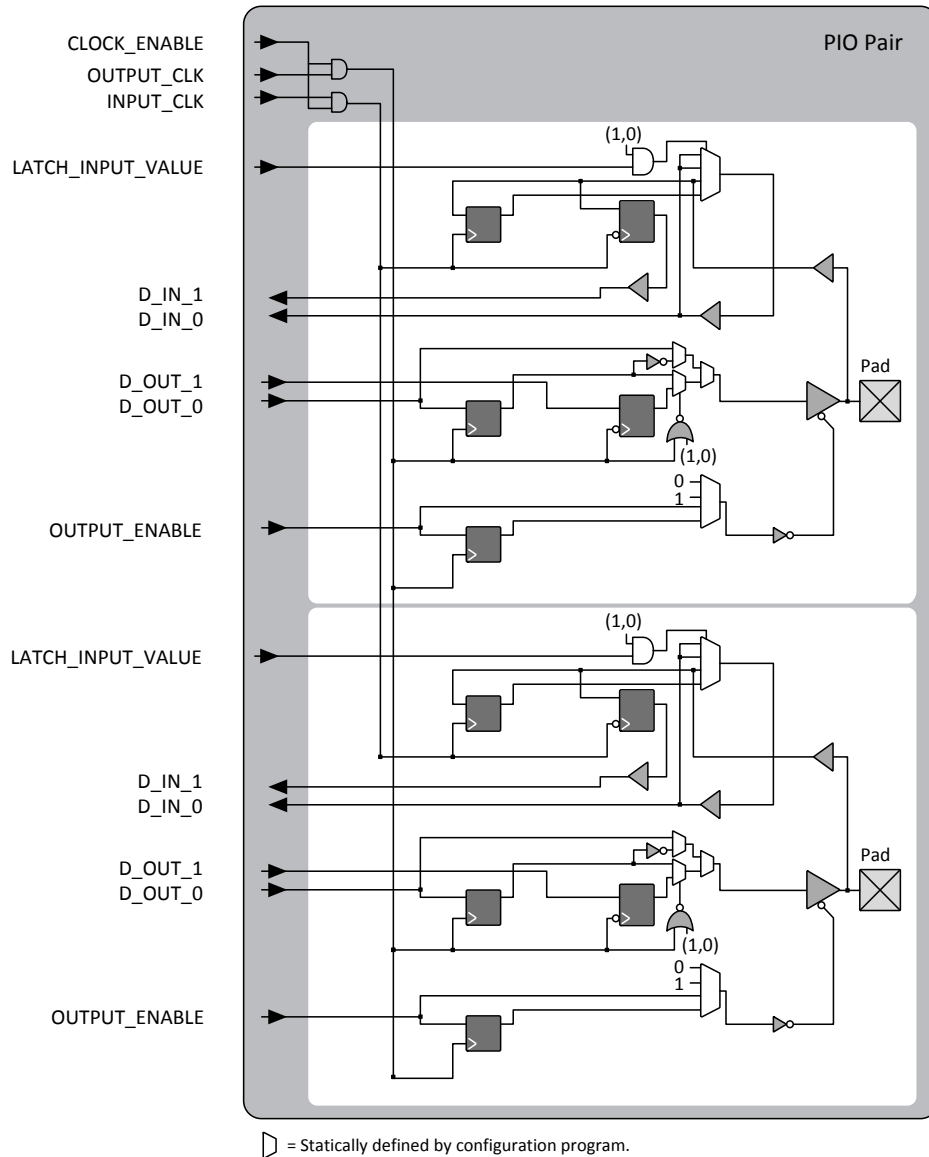 CLOCK_ENABLE
PIO Pair
OUTPUT_CLK
INPUT_CLK
(1,0)
LATCH_INPUT_VALUE
D_IN_1
D_IN_0
Pad
D_OUT_1
D_OUT_0
(1,0)
0
1
OUTPUT_ENABLE
(1,0)
LATCH_INPUT_VALUE
D_IN_1
D_IN_0
Pad
D_OUT_1
D_OUT_0
(1,0)
0
1
OUTPUT_ENABLE
= Statically defined by configuration program.